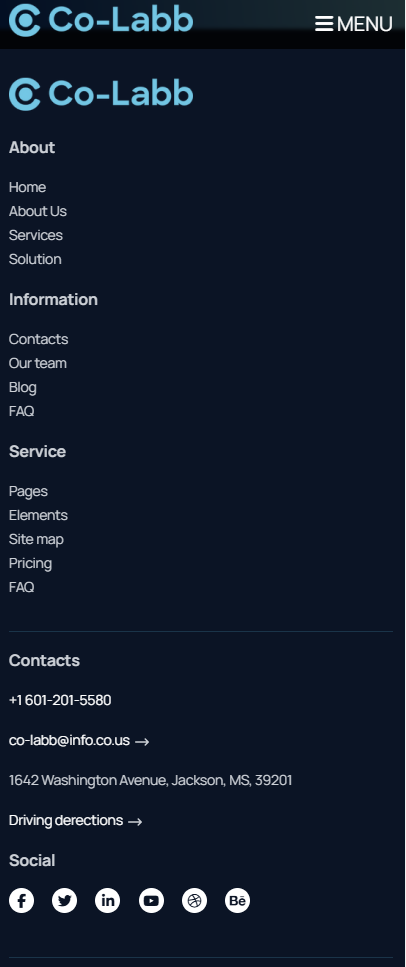 Co-Labb
MENU
Co-Labb
About
Home
About Us
Services
Solution
Information
Contacts
Our team
Blog
FAQ
Service
Pages
Elements
Site map
Pricing
FAQ
Contacts
+1 601-201-5580
co-labb@info.co.us →
1642 Washington Avenue, Jackson, MS, 39201
Driving derections →
Social